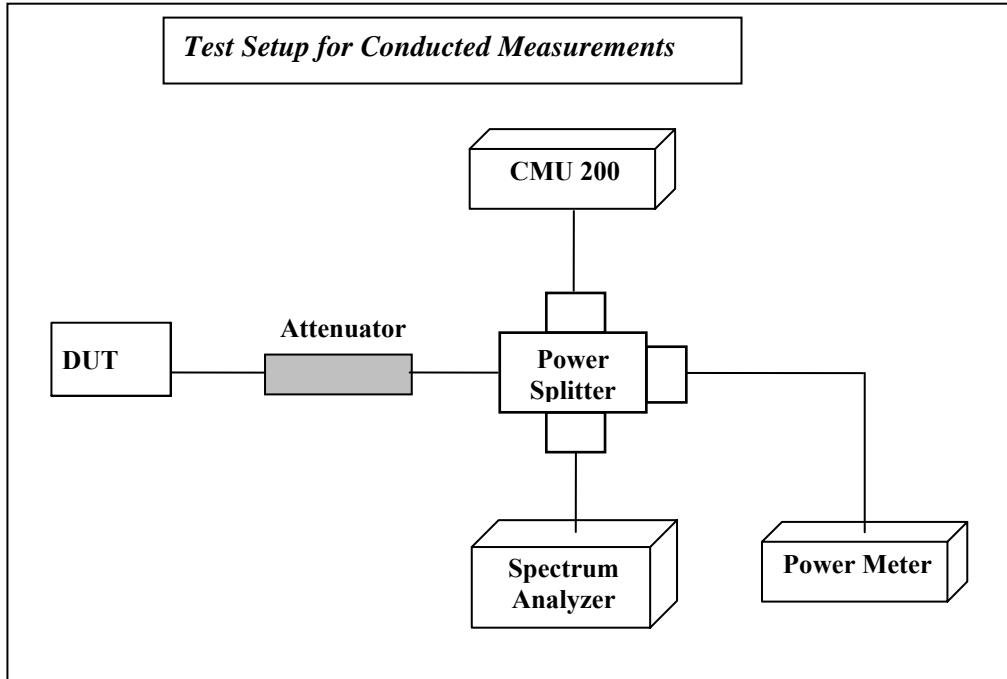 Test Setup for Conducted Measurements
CMU 200
Attenuator
DUT
Power
Splitter
Spectrum
Analyzer
Power Meter